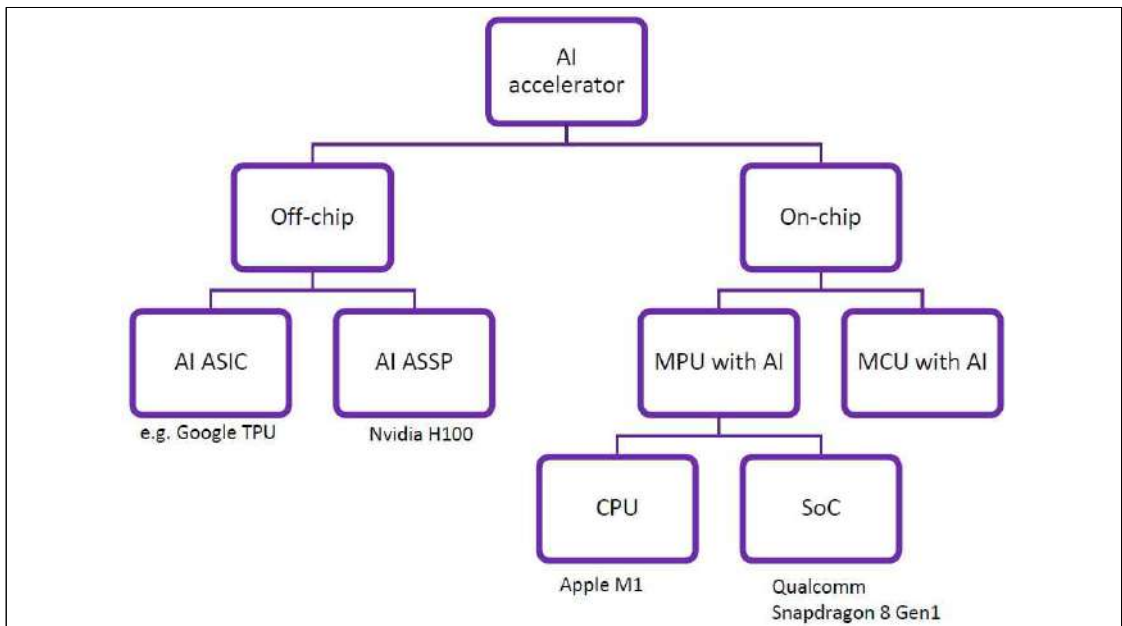 AI
accelerator
Off-chip
On-chip
AI ASIC
AI ASSP
MPU with AI
MCU with AI
e.g. Google TPU
Nvidia H100
CPU
SoC
Apple M1
Qualcomm
Snapdragon 8 Gen1